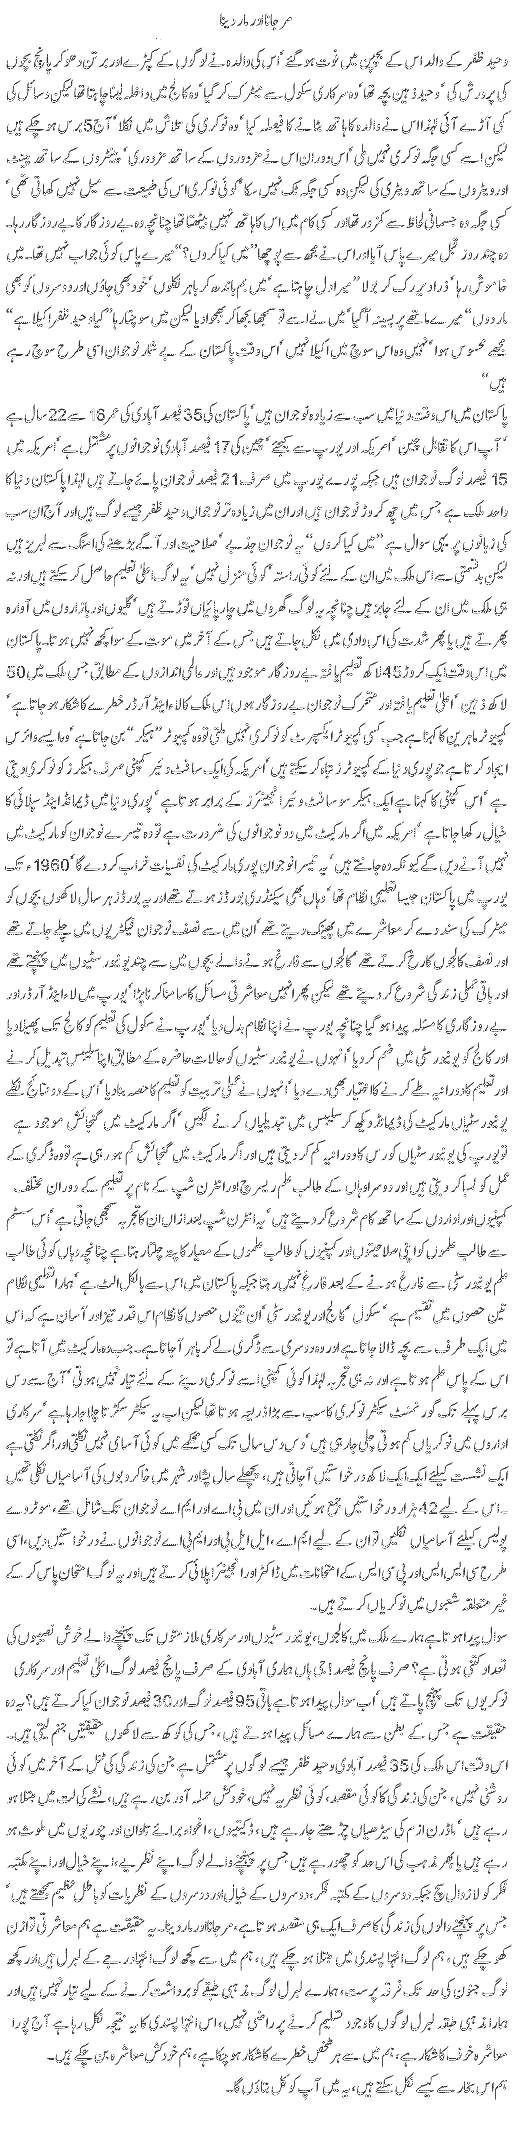 مر جانا اور مار دینا
وحید ظفر کے والد اس کے بچپن میں فوت ہو گئے‘ اس کی والدہ نے لوگوں کے کپڑے اور برتن دھو کر پانچ بچوں
کی پرورش کی‘ وحید ذہین بچہ تھا‘ وہ سرکاری سکول سے میٹرک کر گیا‘ وہ کالج میں داخلہ لینا چاہتا تھا لیکن وسائل کی
کمی آڑے آئی لہٰذا اس نے والدہ کا ہاتھ بٹانے کا فیصلہ کیا‘ وہ نوکری کی تلاش میں نکلا‘ آج 5 برس ہو چکے ہیں
لیکن اسے کسی جگہ نوکری نہیں ملی‘ اس دوران اس نے مزدوروں کے ساتھ مزدوری‘ پینٹروں کے ساتھ پینٹ
اور ویٹروں کے ساتھ ویٹری کی لیکن وہ کسی جگہ ٹک نہیں سکا‘ کوئی نوکری اس کی طبیعت سے میل نہیں کھاتی تھی‘
کسی جگہ وہ جسمانی لحاظ سے کمزور تھا اور کسی کام میں اس کا ہاتھ نہیں بیٹھتا تھا چنانچہ وہ بے روزگار کا بے روزگار رہا۔
وہ چند روز قبل میرے پاس آیا اور اس نے مجھ سے پوچھا ’’میں کیا کروں؟‘‘ میرے پاس کوئی جواب نہیں تھا۔ میں
خاموش رہا‘ ذرا دیر رک کر بولا ’’میرا دل چاہتا ہے‘ میں بم باندھ کر باہر نکلوں‘ خود بھی جاؤں اور دوسروں کو بھی
مار دوں‘‘ میرے ماتھے پر پسینہ آ گیا‘ میں نے اسے تو سمجھا بجھا کر بھجوا دیا لیکن میں سوچتا رہا ’’کیا وحید ظفر اکیلا ہے‘‘
مجھے محسوس ہوا‘ نہیں وہ اس سوچ میں اکیلا نہیں‘ اس وقت پاکستان کے بے شمار نوجوان اسی طرح سوچ رہے
ہیں‘‘
پاکستان میں اس وقت دنیا میں سب سے زیادہ نوجوان ہیں‘ پاکستان کی 35 فیصد آبادی کی عمر 18 سے 22 سال ہے
‘ آپ اس کا تقابل چین‘ امریکہ اور یورپ سے کیجئے‘ چین کی 17 فیصد آبادی نوجوانوں پر مشتمل ہے‘ امریکہ میں
15 فیصد لوگ نوجوان ہیں جبکہ پورے یورپ میں صرف 21 فیصد نوجوان پائے جاتے ہیں لہٰذا پاکستان دنیا کا
واحد ملک ہے جس میں چھ کروڑ نوجوان ہیں اور ان میں زیادہ تر نوجوان وحید ظفر جیسے لوگ ہیں اور آج ان سب
کی زبانوں پر یہی سوال ہے ’’میں کیا کروں‘‘ یہ نوجوان جذبے‘ صلاحیت اور آگے بڑھنے کی امنگ سے لبریز ہیں
لیکن بدقسمتی سے اس ملک میں ان کے لئے کوئی راستہ‘ کوئی منزل نہیں‘ یہ لوگ اعلیٰ تعلیم حاصل کر سکتے ہیں اور نہ
ہی ملک میں ان کے لئے جابز ہیں چنانچہ یہ لوگ گھروں میں چارپائیاں توڑتے ہیں‘ گلیوں اور بازاروں میں آوارہ
پھرتے ہیں یا پھر شدت کی اس وادی میں نکل جاتے ہیں جس کے آخر میں موت کے سوا کچھ نہیں ہوتا۔ پاکستان
میں اس وقت ایک کروڑ 45 لاکھ تعلیم یافتہ بے روزگار موجود ہیں اور عالمی اندازوں کے مطابق جس ملک میں 50
لاکھ ذہین‘ اعلیٰ تعلیم یافتہ اور متحرک نوجوان بے روزگار ہوں اس ملک کا لاء اینڈ آرڈر خطرے کا شکار ہو جاتا ہے‘
کمپیوٹر ماہرین کا کہنا ہے جب کسی کمپیوٹر ایکسپرٹ کو نوکری نہیں ملتی تو وہ کمپیوٹر ’’ہیکر‘‘ بن جاتا ہے‘ وہ ایسے وائرس
ایجاد کرتا ہے جو پوری دنیا کے کمپیوٹرز تباہ کر سکتے ہیں‘ امریکہ کی ایک سافٹ ویئر کمپنی صرف ہیکرز کو نوکری دیتی
ہے‘ اس کمپنی کا کہنا ہے ایک ہیکر سو سافٹ ویئر انجینئرز کے برابر ہوتا ہے‘ پوری دنیا میں ڈیمانڈ اینڈ سپلائی کا
خیال رکھا جاتا ہے‘ امریکہ میں اگر مارکیٹ میں دو نوجوانوں کی ضرورت ہے تو وہ تیسرے نوجوان کو مارکیٹ میں
نہیں آنے دیں گے کیونکہ وہ جانتے ہیں‘ یہ تیسرا نوجوان پوری مارکیٹ کی نفسیات خراب کر دے گا‘ 1960ء تک
یورپ میں پاکستان جیسا تعلیمی نظام تھا‘ وہاں بھی سیکنڈری بورڈز ہوتے تھے اور یہ بورڈز ہر سال لاکھوں بچوں کو
میٹرک کی سند دے کر معاشرے میں پھینک دیتے تھے‘ ان میں سے نصف نوجوان فیکٹریوں میں چلے جاتے تھے
اور نصف کالجوں کا رخ کرتے تھے‘ کالجوں سے فارغ ہونے والے بچوں میں سے چند یونیورسٹیوں میں پہنچتے تھے
اور باقی عملی زندگی شروع کر دیتے تھے لیکن پھر انہیں معاشرتی مسائل کا سامنا کرنا پڑا‘ یورپ میں لاء اینڈ آرڈر اور
بے روزگاری کا مسئلہ پیدا ہو گیا چنانچہ یورپ نے اپنا نظام بدل دیا‘ یورپ نے سکول کی تعلیم کو کالج تک پھیلا دیا
اور کالج کو یونیورسٹی میں ضم کر دیا‘ انہوں نے یونیورسٹیوں کو حالات حاضرہ کے مطابق اپنا سلیبس تبدیل کرنے
اور تعلیم کا دورانیہ طے کرنے کا اختیار بھی دے دیا‘ انہوں نے عملی تربیت کو تعلیم کا حصہ بنا دیا‘ اس کے دو نتائج نکلے
یونیورسٹیاں مارکیٹ کی ڈیمانڈ دیکھ کر سلیبس میں تبدیلیاں کرنے لگیں‘ اگر مارکیٹ میں گنجائش موجود ہے
تو یورپ کی یونیورسٹیاں کورس کا دورانیہ کم کر دیتی ہیں اور اگر مارکیٹ میں گنجائش کم ہو رہی ہے تو وہ ڈگری کے
عمل کو لمبا کر دیتی ہیں اور دوسرا وہاں کے طالب علم ریسرچ اور انٹرن شپ کے نام پر تعلیم کے دوران مختلف
کمپنیوں اور اداروں کے ساتھ کام شروع کر دیتے ہیں‘ یہ انٹرن شپ بعد ازاں ان کا تجربہ سمجھی جاتی ہے‘ اس سسٹم
سے طالب علموں کو اپنی صلاحیتوں اور کمپنیوں کو طالب علموں کے معیار کا پتہ چلتا رہتا ہے چنانچہ وہاں کوئی طالب
علم یونیورسٹی سے فارغ ہونے کے بعد فارغ نہیں رہتا جبکہ پاکستان میں اس سے بالکل الٹ ہے‘ ہمارا تعلیمی نظام
تین حصوں میں تقسیم ہے‘ سکول‘ کالج اور یونیورسٹی‘ ان تینوں حصوں کا نظام اس قدر تیز اور آسان ہے کہ اس
میں ایک طرف سے بچہ ڈالا جاتا ہے اور وہ دوسری سے ڈگری لے کر باہر آ جاتا ہے۔ جب وہ مارکیٹ میں آتا ہے تو
اس کے پاس علم ہوتا ہے اور نہ ہی تجربہ لہٰذا کوئی کمپنی اسے نوکری دینے کے لئے تیار نہیں ہوتی‘ آج سے دس
برس پہلے تک گورنمنٹ سیکٹر نوکری کا سب سے بڑا ذریعہ ہوتا تھا لیکن اب یہ سیکٹر سکڑتا چلا جا رہا ہے‘ سرکاری
اداروں میں نوکریاں کم ہوتی چلی جا رہی ہیں‘ دس دس سال تک کسی محکمے میں کوئی آسامی نہیں نکلتی اور اگر نکلتی ہے
ایک نشست کیلئے ایک ایک لاکھ درخواستیں آ جاتی ہیں، پچھلے سال پشاور شہر میں خاکروبوں کی آسامیاں نکلی تھیں
۔ اس کے لیے 42 ہزار درخواستیں جمع ہوئیں اور ان میں بی اے اور ایم اے نوجوان تک شامل تھے، موٹروے
پولیس کیلئے آسامیاں نکلیں تو ان کے لیے ایم اے، ایل ایل بی اور ایم بی اے نوجوانوں نے درخواستیں دیں، اسی
طرح سی ایس ایس اور پی سی ایس کے امتحانات میں ڈاکٹر اور انجینئر اپلائی کرتے ہیں اور یہ لوگ امتحان پاس کر کے
غیر متعلقہ شعبوں میں نوکریاں کرتے ہیں۔
سوال پیدا ہوتا ہے ہمارے ملک میں کالجوں، یونیورسٹیوں اور سرکاری ملازمتوں تک پہنچنے والے خوش نصیبوں کی
تعداد کتنی ہوتی ہے؟ صرف پانچ فیصد! جی ہاں ہماری آبادی کے صرف پانچ فیصد لوگ اعلیٰ تعلیم اور سرکاری
نوکریوں تک پہنچ پاتے ہیں‘ اب سوال پیدا ہوتا ہے باقی 95 فیصد لوگ اور 30 فیصد نوجوان کیا کرتے ہیں؟ یہ وہ
حقیقت ہے جس کے بطن سے ہمارے مسائل پیدا ہوتے ہیں، جس کی کوکھ سے لاکھوں حقیقتیں جنم لیتی ہیں۔
اس وقت اس ملک کی 35 فیصد آبادی وحید ظفر جیسے لوگوں پر مشتمل ہے جن کی زندگی کی ٹنل کے آخر میں کوئی
روشنی نہیں، جن کی زندگی کا کوئی مقصد، کوئی نظریہ نہیں، خودکش حملہ آور بن رہے ہیں، نشے کی لت میں مبتلا ہو
رہے ہیں‘ ماڈرن ازم کی سیڑھیاں چڑھتے جا رہے ہیں، ڈکیتیوں، اغواء برائے تاوان اور چوریوں میں ملوث ہو
رہے ہیں یا پھر مذہب کی اس حد کو چھو رہے ہیں جس پر پہنچنے والے لوگ اپنے نظریے، اپنے خیال اور اپنے مکتبہ
فکر کو لازوال سچ جبکہ دوسروں کے مکتبہ فکر، دوسروں کے خیال اور دوسروں کے نظریات کو باطل عظیم سمجھتے ہیں‘
جس پر پہنچنے والوں کی زندگی کا صرف ایک ہی مقصد ہوتا ہے، مر جانا اور مار دینا۔ یہ حقیقت ہے ہم معاشرتی توازن
کھو چکے ہیں، ہم لوگ انتہا پسندی میں مبتلا ہو چکے ہیں، ہم میں سے کچھ لوگ انتہا درجے کے لبرل ہیں اور کچھ
لوگ جنون کی حد تک فرقہ پرست، ہمارے لبرل لوگ مذہبی طبقے کو برداشت کرنے کے لیے تیار نہیں ہیں اور
ہمارا مذہبی طبقہ لبرل لوگوں کا وجود تسلیم کرنے پر راضی نہیں، اس انتہا پسندی کا یہ نتیجہ نکل رہا ہے آج پورا
معاشرہ خوف کا شکار ہے، ہم میں سے ہر شخص خطرے کا شکار ہو چکا ہے، ہم خودکش معاشرہ بن چکے ہیں۔
ہم اس بخار سے کیسے نکل سکتے ہیں، یہ میں آپ کو کل بتاؤں گا۔